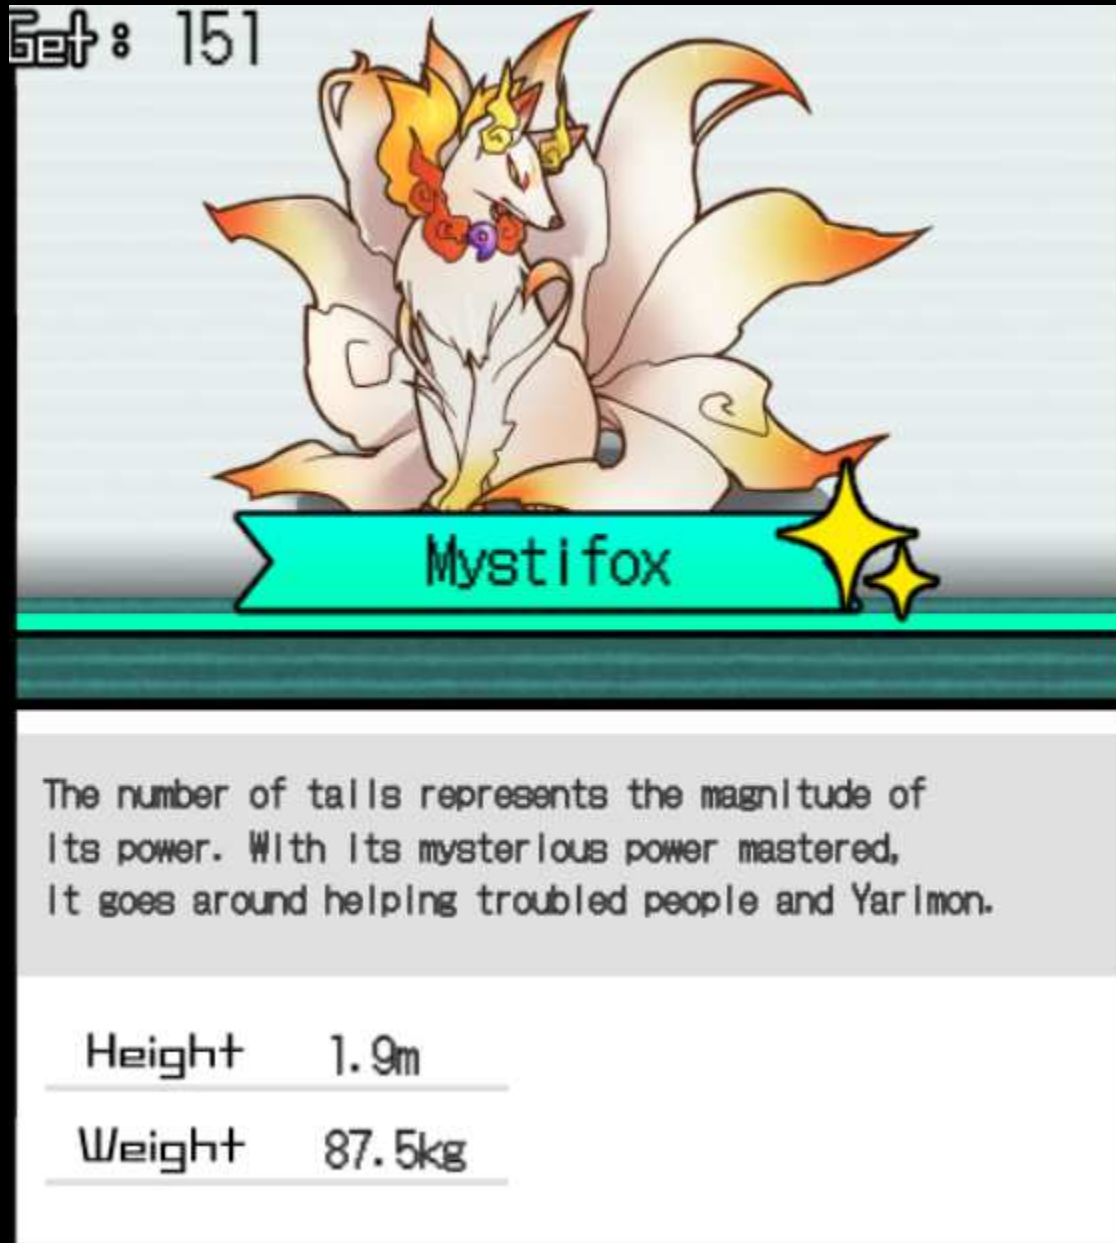 Get: 151
Mystifox
The number of tails represents the magnitude of
its power. With its mysterious power mastered,
it goes around helping troubled people and Yarimon.
Height 1.9m
Weight 87.5kg